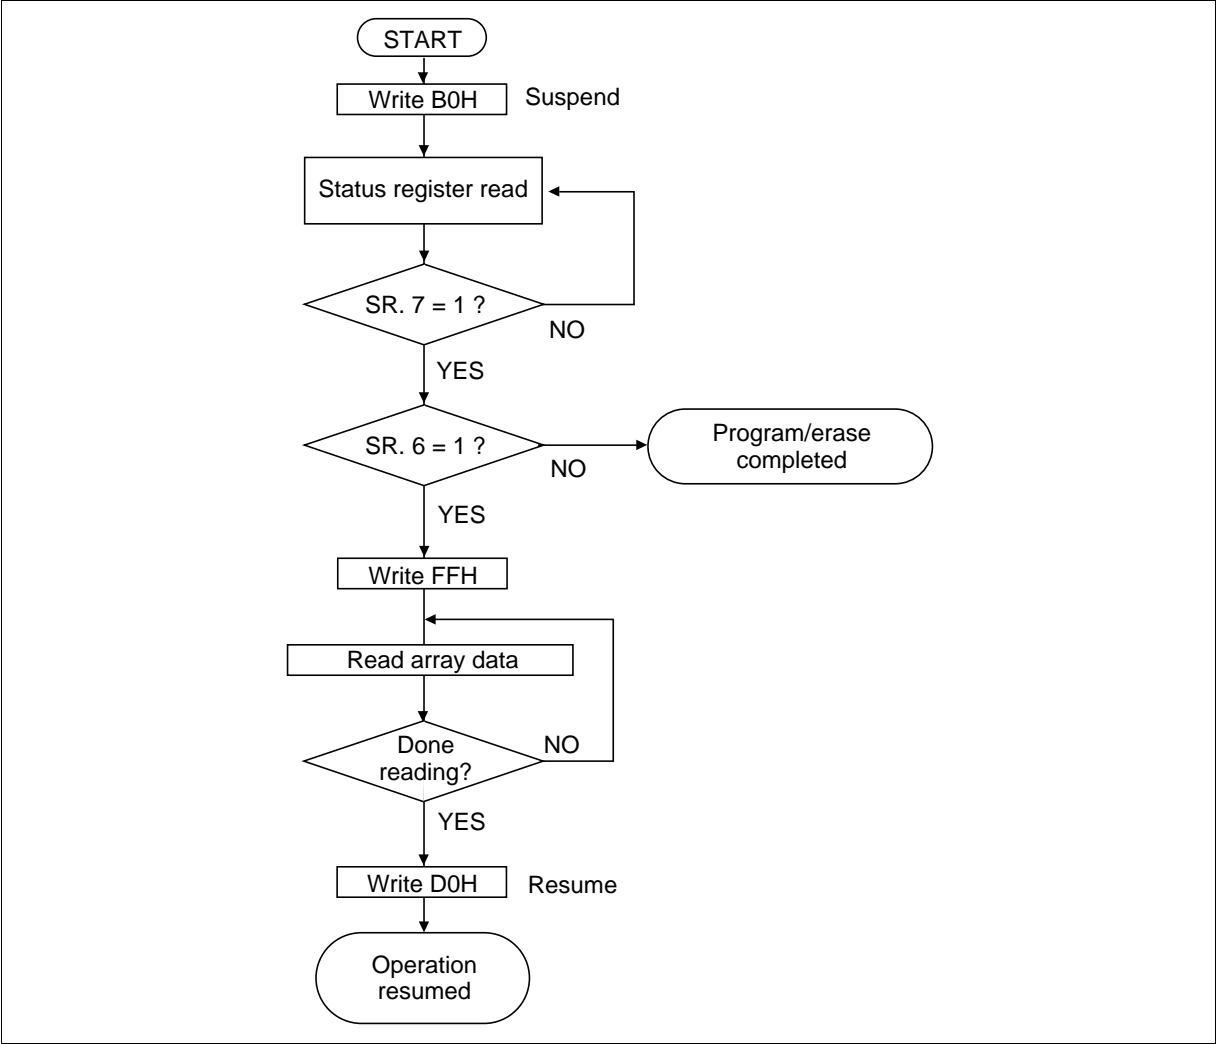 START
Write B0H
Suspend
Status register read
SR. 7 = 1 ?
NO
YES
SR. 6 = 1 ?
NO
Program/erase
completed
YES
Write FFH
Read array data
Done
reading?
NO
YES
Write D0H
Resume
Operation
resumed